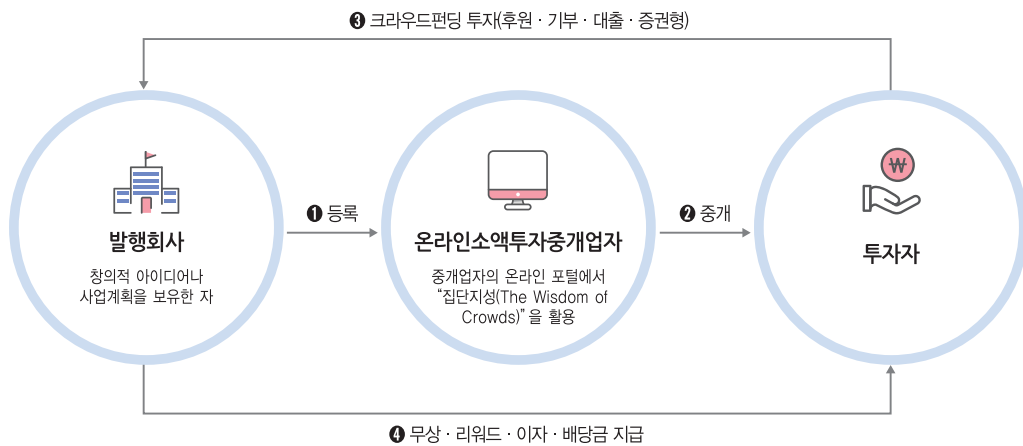 ❸ 크라우드펀딩 투자(후원 · 기부 · 대출 · 증권형)
발행회사
창의적 아이디어나
사업계획을 보유한 자
❶ 등록
온라인소액투자중개업자
중개업자의 온라인 포털에서
“집단지성(The Wisdom of
Crowds)”을 활용
❷ 중개
₩
투자자
❹ 무상 · 리워드 · 이자 · 배당금 지급